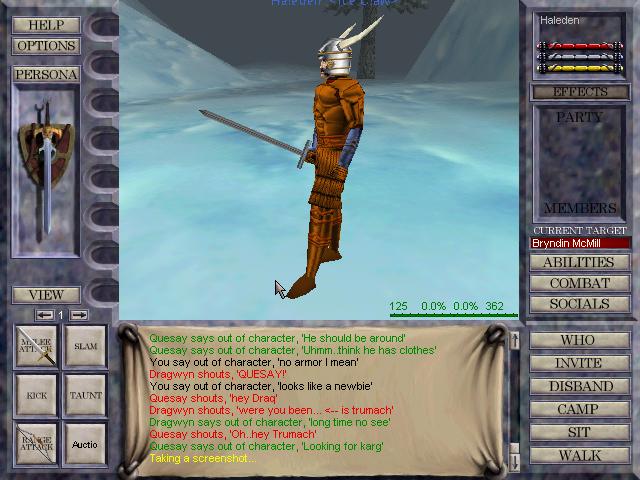 Haleden <Ice Claw>
HELP
OPTIONS
PERSONA
VIEW
1
MELEE ATTACK
SLAM
KICK
TAUNT
RANGE ATTACK
Auctio
125 0.0% 0.0% 362
Quesay says out of character, 'He should be around'
Quesay says out of character, 'Uhmm..think he has clothes'
You say out of character, 'no armor I mean'
Dragwyn shouts, 'QUESAY!'
You say out of character, 'looks like a newbie'
Quesay shouts, 'hey Draq'
Dragwyn shouts, 'were you been... <-- is trumach'
Dragwyn says out of character, 'long time no see'
Quesay shouts, 'Oh..hey Trumach'
Quesay says out of character, 'Looking for karg'
Taking a screenshot...
Haleden
EFFECTS
PARTY
MEMBERS
CURRENT TARGET
Bryndin McMill
ABILITIES
COMBAT
SOCIALS
WHO
INVITE
DISBAND
CAMP
SIT
WALK